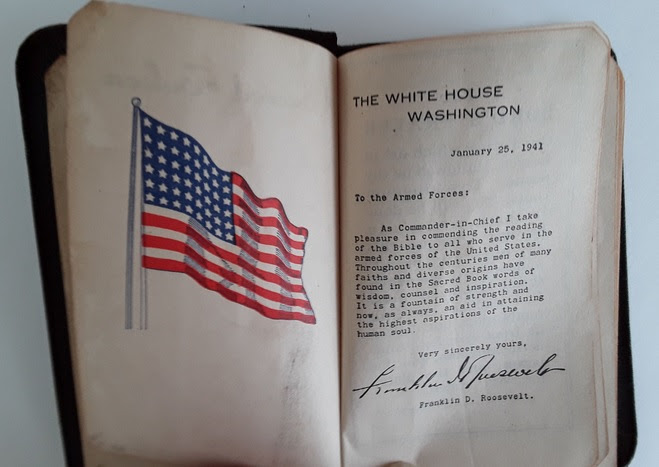 THE WHITE HOUSE
WASHINGTON
January 25, 1941
To the Armed Forces:
As Commander-in-Chief I take
pleasure in commending the reading
of the Bible to all who serve in the
armed forces of the United States.
Throughout the centuries men of many
faiths and diverse origins have
found in the Sacred Book words of
wisdom, counsel and inspiration.
It is a fountain of strength and
now, as always, an aid in attaining
the highest aspirations of the
human soul.
Very sincerely yours,
Franklin D Roosevelt
Franklin D. Roosevelt.